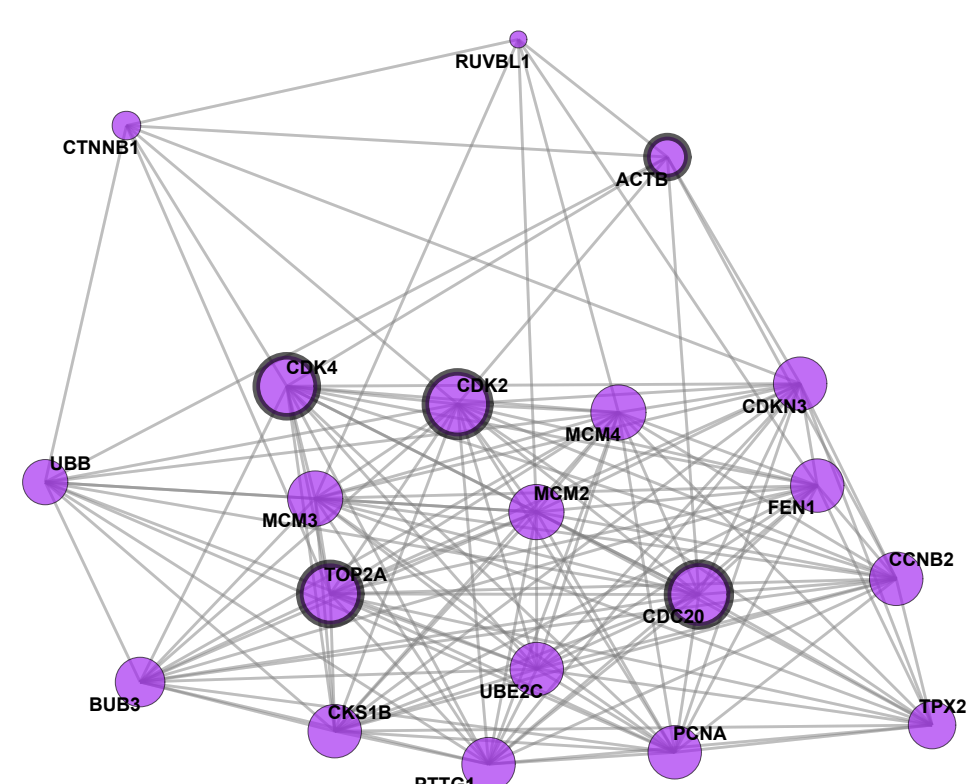 RUVBL1
CTNNB1
ACTB
CDK4
CDK2
CDKN3
MCM4
UBB
MCM2
FEN1
MCM3
CCNB2
TOP2A
CDC20
UBE2C
BUB3
CKS1B
TPX2
PCNA
PTTG1